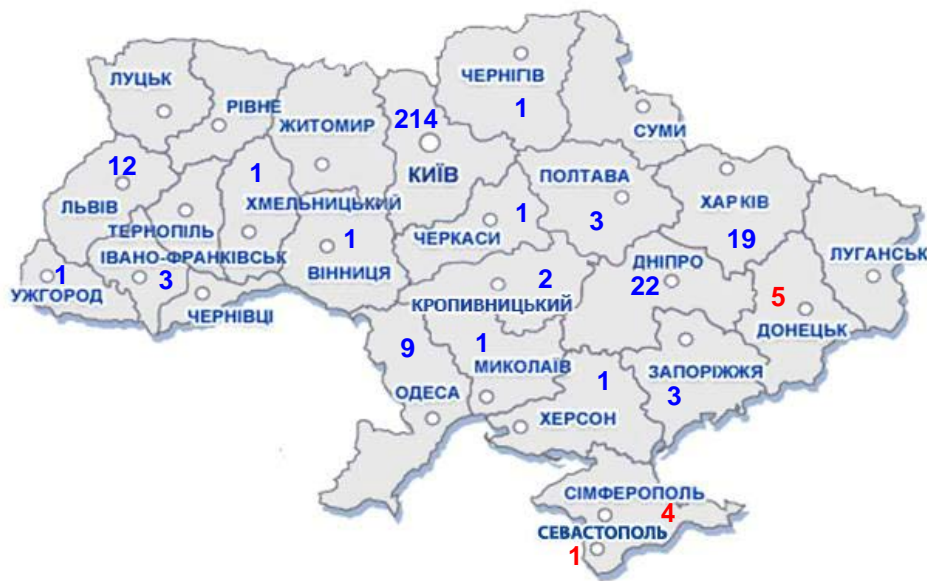 ЛУЦЬК
РІВНЕ
ЖИТОМИР
214
ЧЕРНІГІВ
1
СУМИ
12
ЛЬВІВ
1
ХМЕЛЬНИЦЬКИЙ
КИЇВ
ПОЛТАВА
3
ХАРКІВ
19
ТЕРНОПІЛЬ
1
ВІННИЦЯ
ЧЕРКАСИ
1
ЛУГАНСЬК
ІВАНО-ФРАНКІВСЬК
3
1
УЖГОРОД
ЧЕРНІВЦІ
2
КРОПИВНИЦЬКИЙ
ДНІПРО
22
5
ДОНЕЦЬК
9
ОДЕСА
1
МИКОЛАЇВ
1
ХЕРСОН
ЗАПОРІЖЖЯ
3
СІМФЕРОПОЛЬ
4
СЕВАСТОПОЛЬ
1